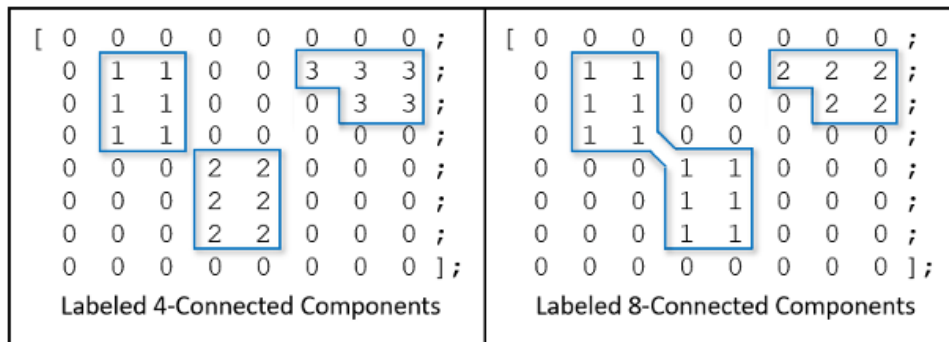 [ 0 0 0 0 0 0 0 0 ;
0 1 1 0 0 3 3 3 ;
0 1 1 0 0 0 3 3 ;
0 1 1 0 0 0 0 0 ;
0 0 0 2 2 0 0 0 ;
0 0 0 2 2 0 0 0 ;
0 0 0 2 2 0 0 0 ;
0 0 0 0 0 0 0 0 ];
Labeled 4-Connected Components
[ 0 0 0 0 0 0 0 0 ;
0 1 1 0 0 2 2 2 ;
0 1 1 0 0 0 2 2 ;
0 1 1 0 0 0 0 0 ;
0 0 0 1 1 0 0 0 ;
0 0 0 1 1 0 0 0 ;
0 0 0 1 1 0 0 0 ;
0 0 0 0 0 0 0 0 ];
Labeled 8-Connected Components